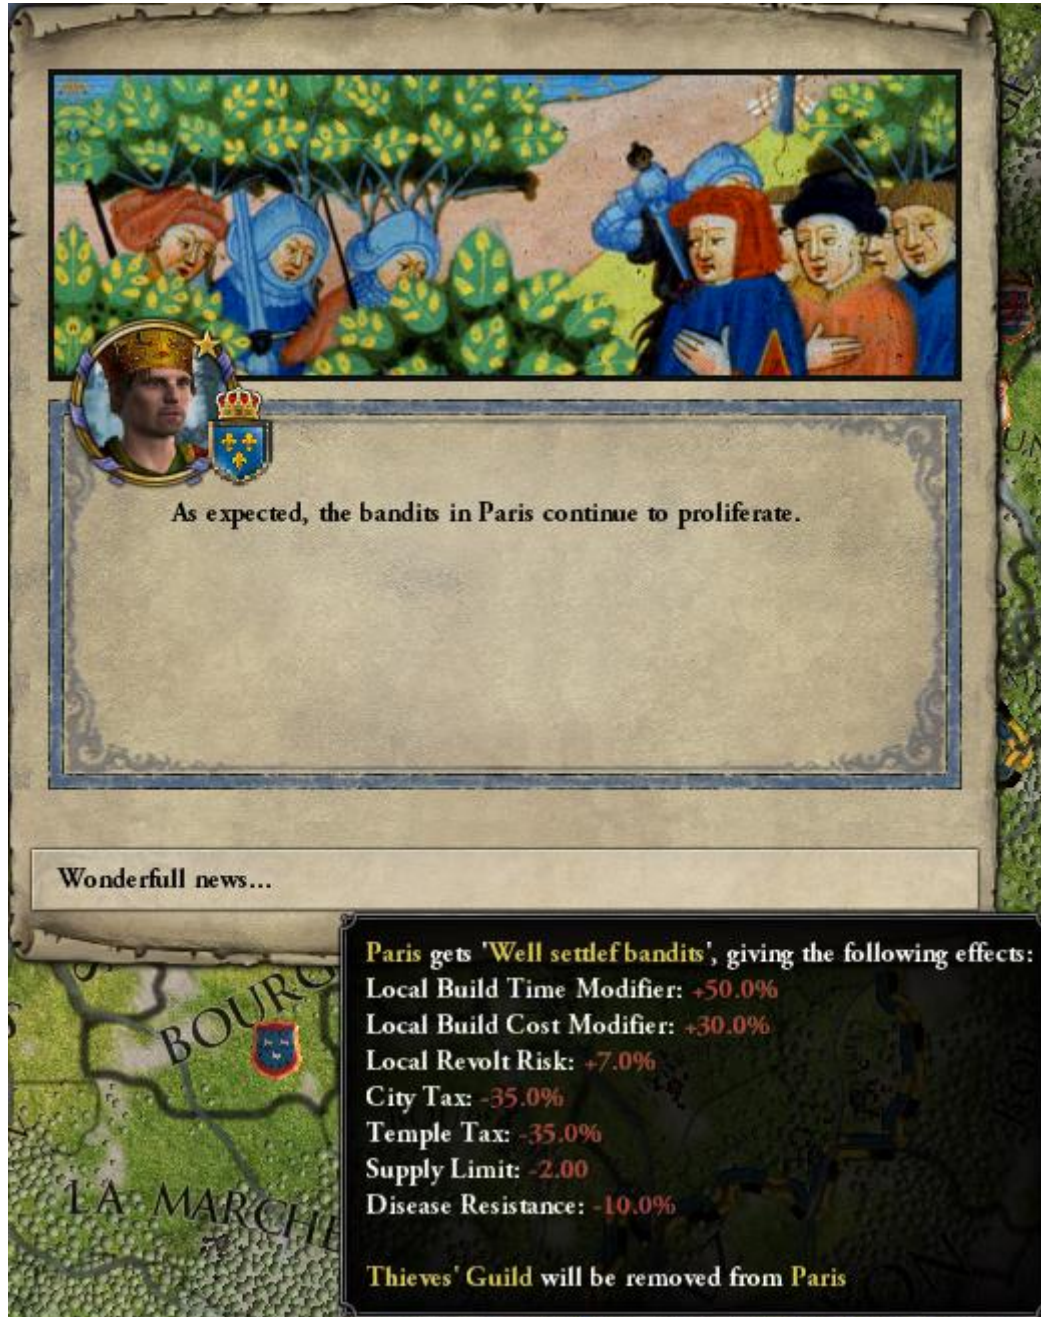 As expected, the bandits in Paris continue to proliferate.
Wonderfull news...
Paris gets 'Well settlef bandits', giving the following effects:
Local Build Time Modifier: +50.0%
Local Build Cost Modifier: +30.0%
Local Revolt Risk: +7.0%
City Tax: -35.0%
Temple Tax: -35.0%
Supply Limit: -2.00
Disease Resistance: -10.0%
Thieves' Guild will be removed from Paris
BOURG
LA MARCHE